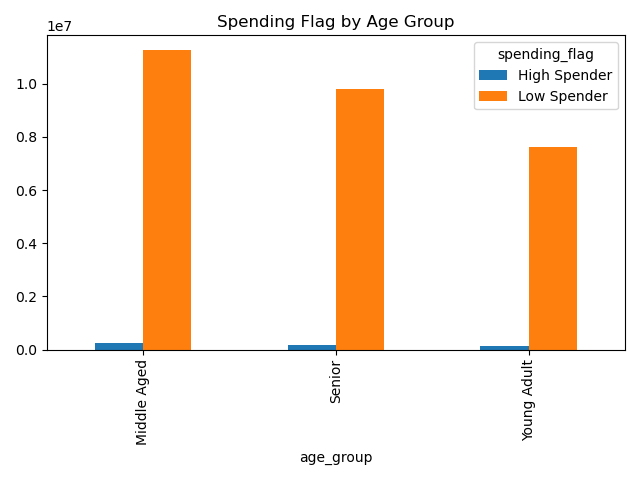 Spending Flag by Age Group
1e7
spending_flag
High Spender
Low Spender
1.0
0.8
0.6
0.4
0.2
0.0
Middle Aged
Senior
Young Adult
age_group